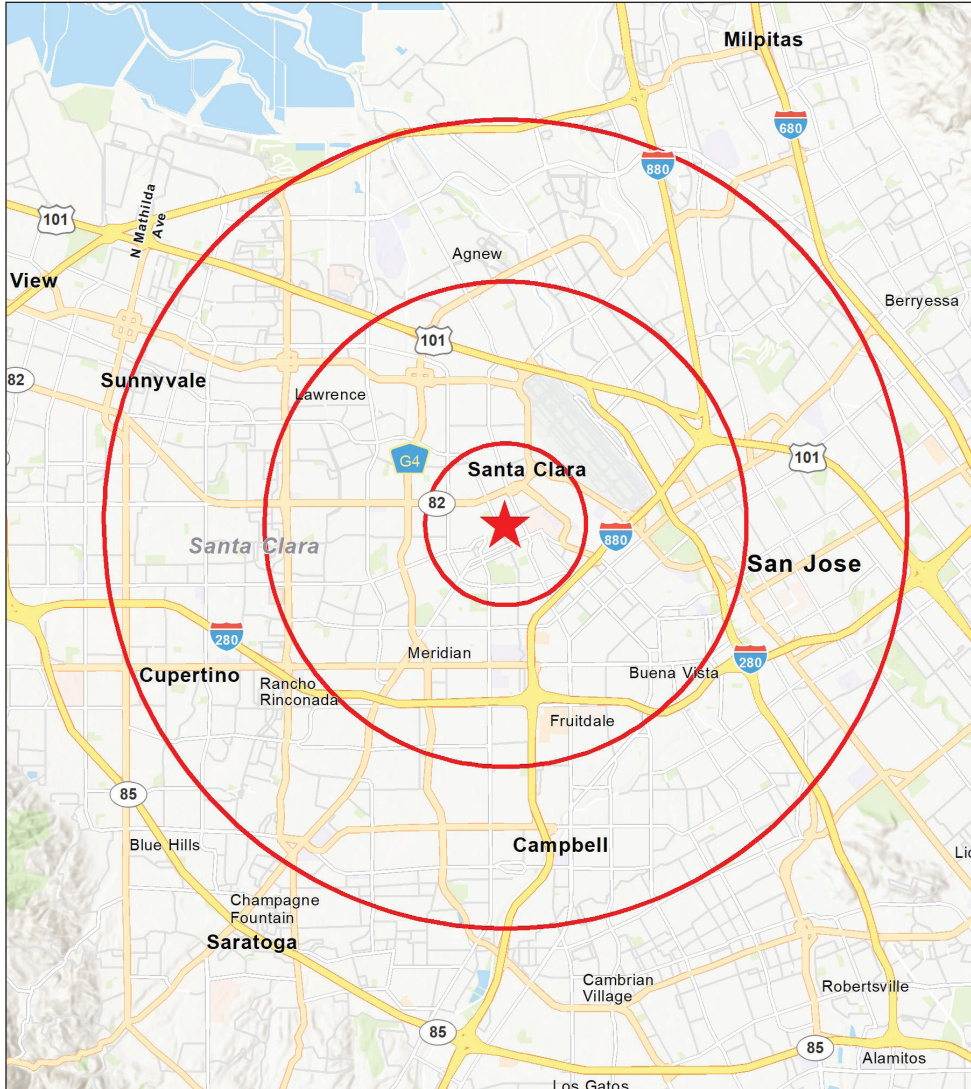 Milpitas
680
880
101
N Mathilda
Ave
Agnew
View
Berryessa
101
82
Sunnyvale
Lawrence
G4
Santa Clara
101
82
Santa Clara
880
San Jose
280
Meridian
280
Cupertino
Rancho
Rinconada
Buena Vista
Fruitdale
85
Blue Hills
Campbell
Champagne
Fountain
Saratoga
Cambrian
Village
Robertsville
85
85
Alamitos
Los Gatos